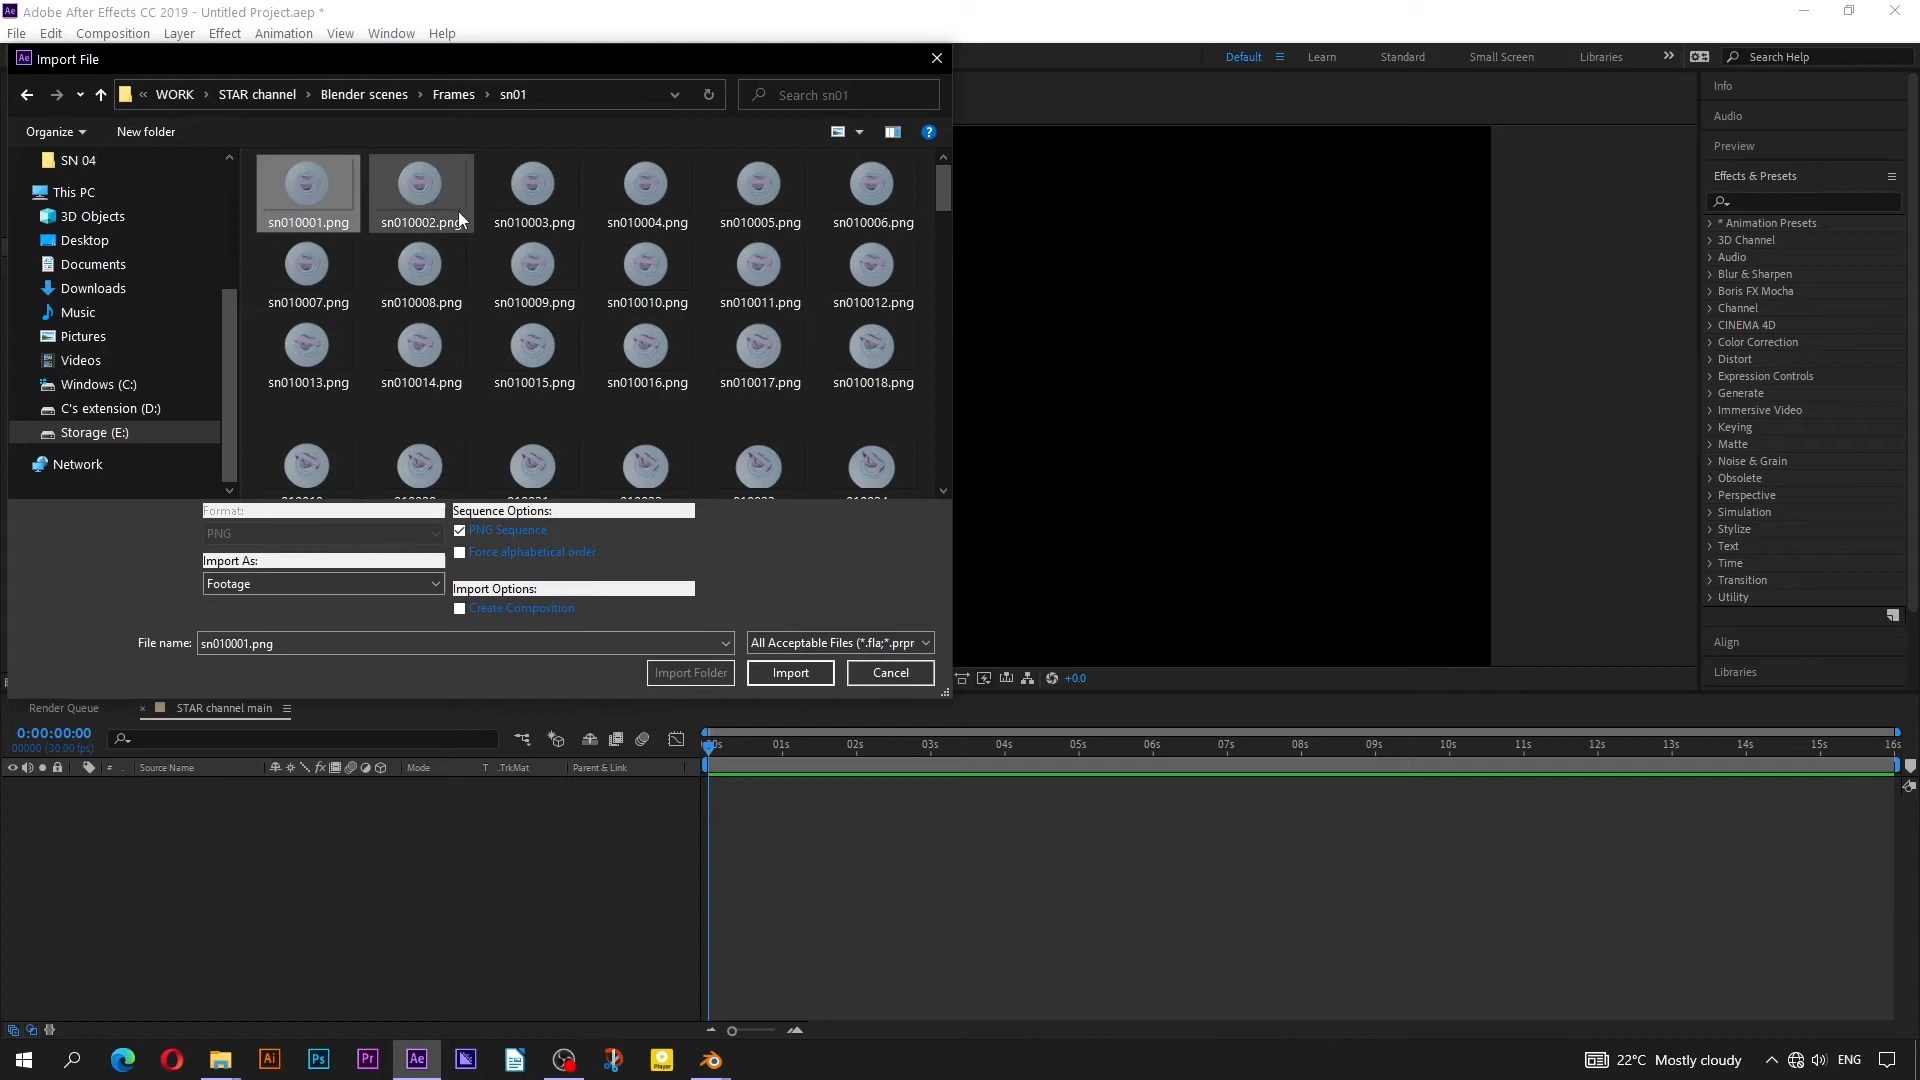 Adobe After Effects CC 2019 - Untitled Project.aep *
File Edit Composition Layer Effect Animation View Window Help
Import File
Default Learn Standard Small Screen Libraries Search Help
WORK STAR channel Blender scenes Frames sn01 Search sn01
Organize New folder
SN 04
This PC
3D Objects
Desktop
Documents
Downloads
Music
Pictures
Videos
Windows (C:)
C's extension (D:)
Storage (E:)
Network
sn010001.png sn010002.png sn010003.png sn010004.png sn010005.png sn010006.png
sn010007.png sn010008.png sn010009.png sn010010.png sn010011.png sn010012.png
sn010013.png sn010014.png sn010015.png sn010016.png sn010017.png sn010018.png
Format:
PNG
Import As:
Footage
Sequence Options:
PNG Sequence
Force alphabetical order
Import Options:
Create Composition
File name: sn010001.png All Acceptable Files (*.fla;*.prpr
Import Folder Import Cancel
+0.0
Info
Audio
Preview
Effects & Presets
* Animation Presets
3D Channel
Audio
Blur & Sharpen
Boris FX Mocha
Channel
CINEMA 4D
Color Correction
Distort
Expression Controls
Generate
Immersive Video
Keying
Matte
Noise & Grain
Obsolete
Perspective
Simulation
Stylize
Text
Time
Transition
Utility
Align
Libraries
Render Queue × STAR channel main
0:00:00:00
00000 (30.00 fps)
# Source Name fx Mode T .TrkMat Parent & Link
01s 02s 03s 04s 05s 06s 07s 08s 09s 10s 11s 12s 13s 14s 15s 16s
Ai Ps Pr Ae Player
22°C Mostly cloudy ENG